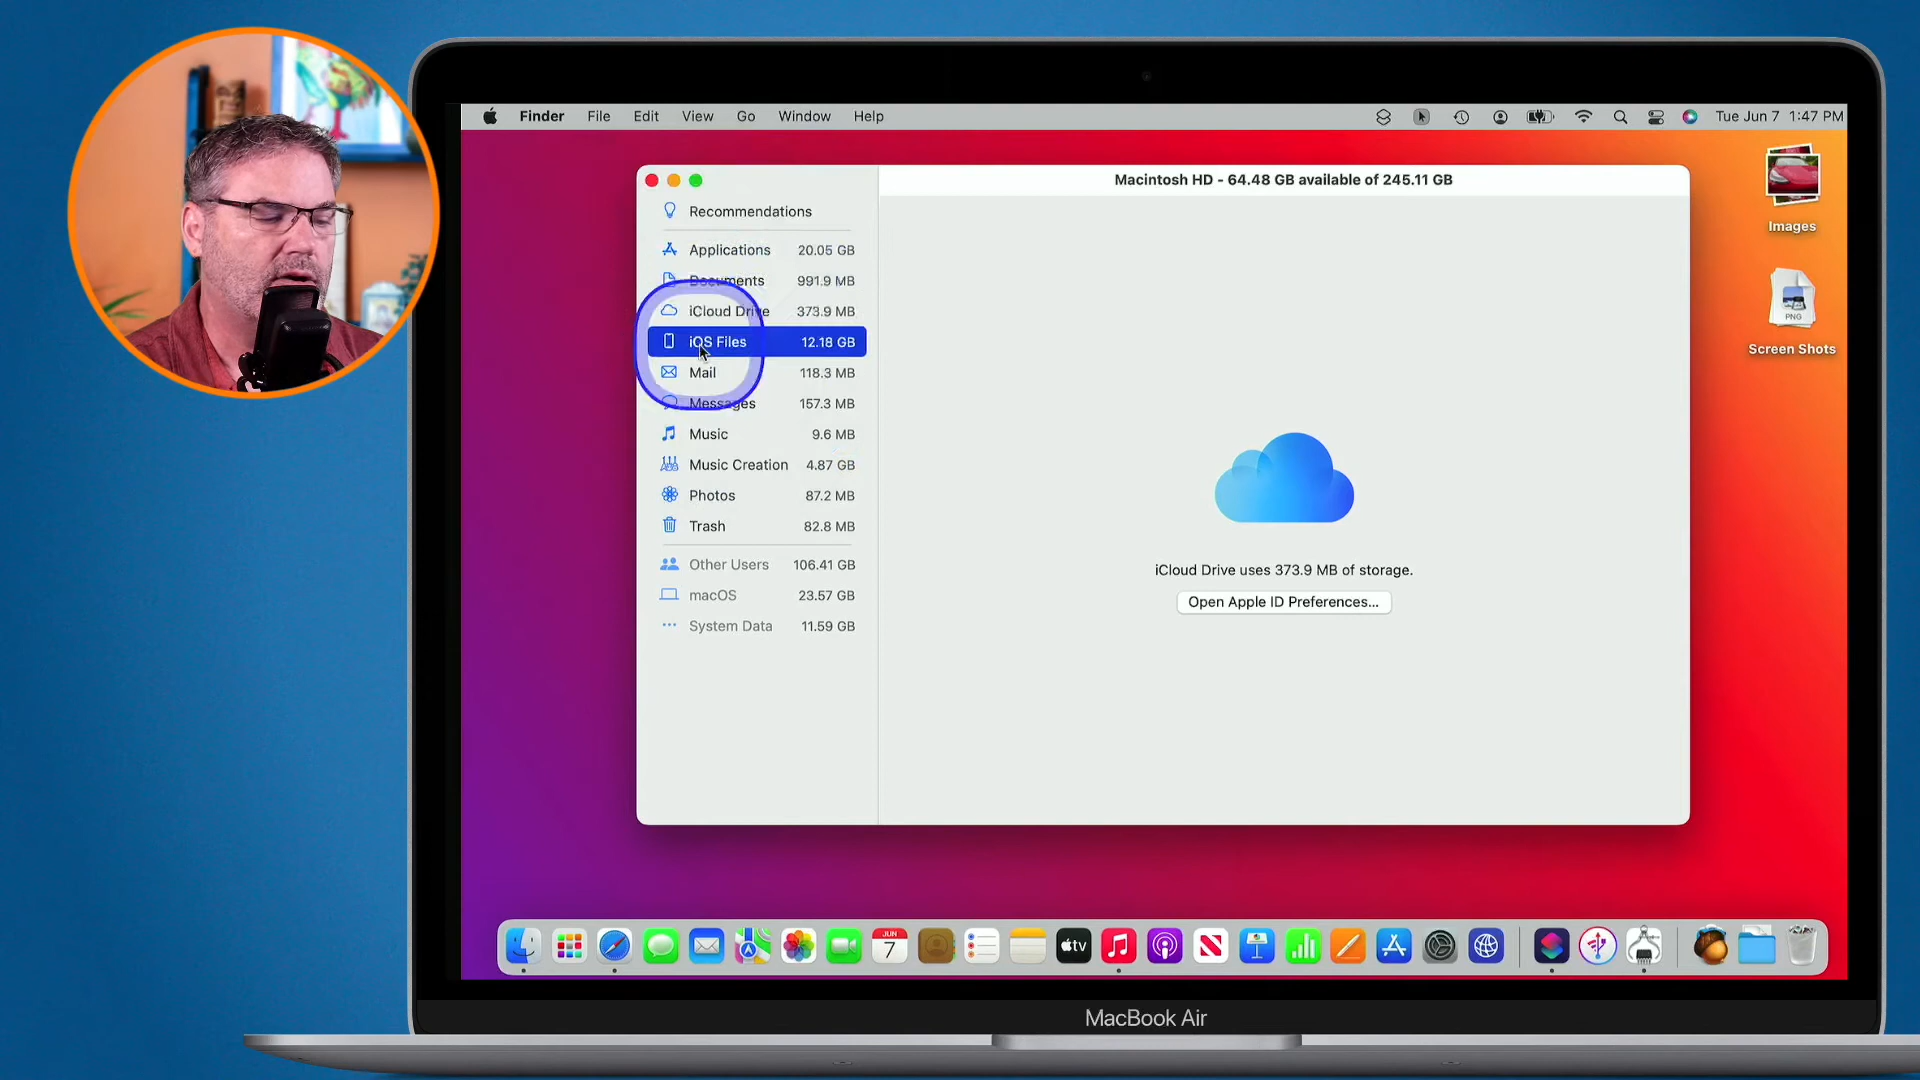 Finder File Edit View Go Window Help
Tue Jun 7 1:47 PM
Macintosh HD - 64.48 GB available of 245.11 GB
Recommendations
Applications 20.05 GB
Documents 991.9 MB
iCloud Drive 373.9 MB
iOS Files 12.18 GB
Mail 118.3 MB
Messages 157.3 MB
Music 9.6 MB
Music Creation 4.87 GB
Photos 87.2 MB
Trash 82.8 MB
Other Users 106.41 GB
macOS 23.57 GB
System Data 11.59 GB
iCloud Drive uses 373.9 MB of storage.
Open Apple ID Preferences...
Images
PNG
Screen Shots
JUN
7
tv
MacBook Air